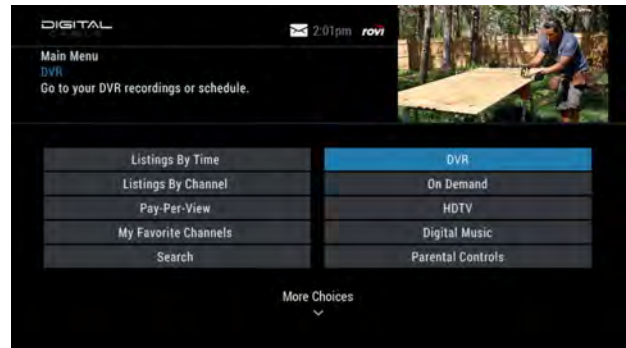 DIGITAL
CABLE
2:01pm rovi
Main Menu
DVR
Go to your DVR recordings or schedule.
Listings By Time
DVR
Listings By Channel
On Demand
Pay-Per-View
HDTV
My Favorite Channels
Digital Music
Search
Parental Controls
More Choices